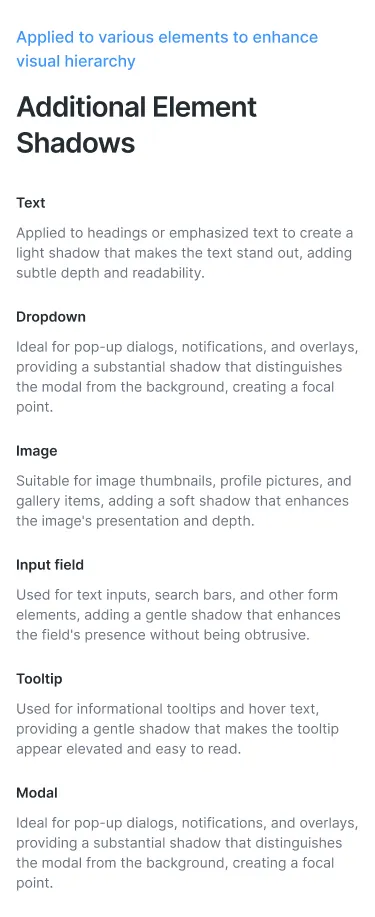 Applied to various elements to enhance
visual hierarchy
Additional Element
Shadows
Text
Applied to headings or emphasized text to create a
light shadow that makes the text stand out, adding
subtle depth and readability.
Dropdown
Ideal for pop-up dialogs, notifications, and overlays,
providing a substantial shadow that distinguishes
the modal from the background, creating a focal
point.
Image
Suitable for image thumbnails, profile pictures, and
gallery items, adding a soft shadow that enhances
the image's presentation and depth.
Input field
Used for text inputs, search bars, and other form
elements, adding a gentle shadow that enhances
the field's presence without being obtrusive.
Tooltip
Used for informational tooltips and hover text,
providing a gentle shadow that makes the tooltip
appear elevated and easy to read.
Modal
Ideal for pop-up dialogs, notifications, and overlays,
providing a substantial shadow that distinguishes
the modal from the background, creating a focal
point.